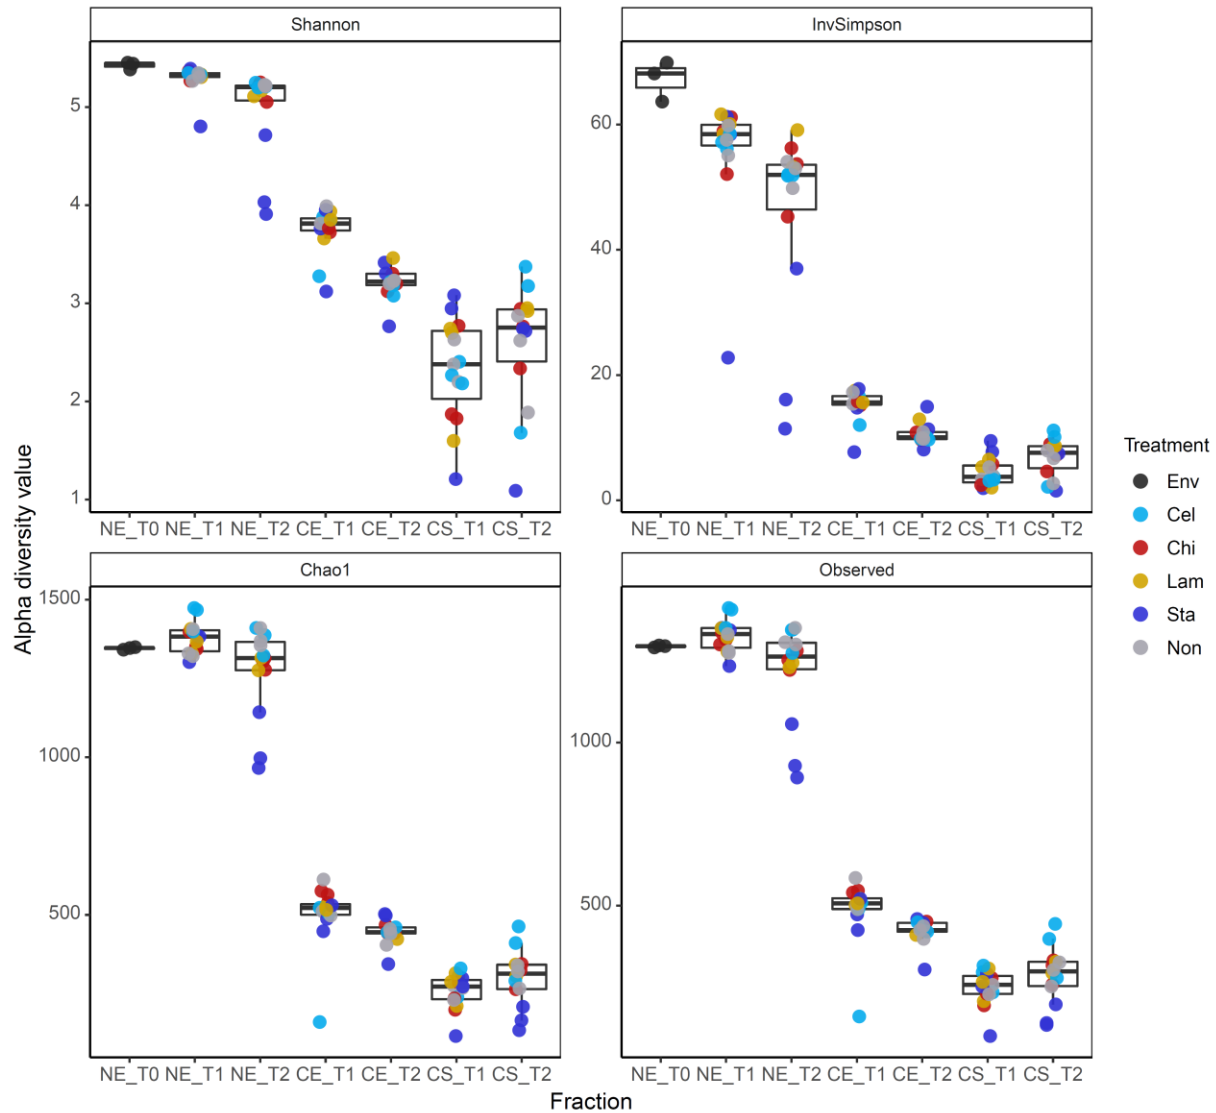 Shannon
InvSimpson
5
4
3
2
1
60
40
20
0
NE_T0 NE_T1 NE_T2 CE_T1 CE_T2 CS_T1 CS_T2
NE_T0 NE_T1 NE_T2 CE_T1 CE_T2 CS_T1 CS_T2
Alpha diversity value
Chao1
Observed
1500
1000
500
1000
500
NE_T0 NE_T1 NE_T2 CE_T1 CE_T2 CS_T1 CS_T2
NE_T0 NE_T1 NE_T2 CE_T1 CE_T2 CS_T1 CS_T2
Fraction
Treatment
Env
Cel
Chi
Lam
Sta
Non